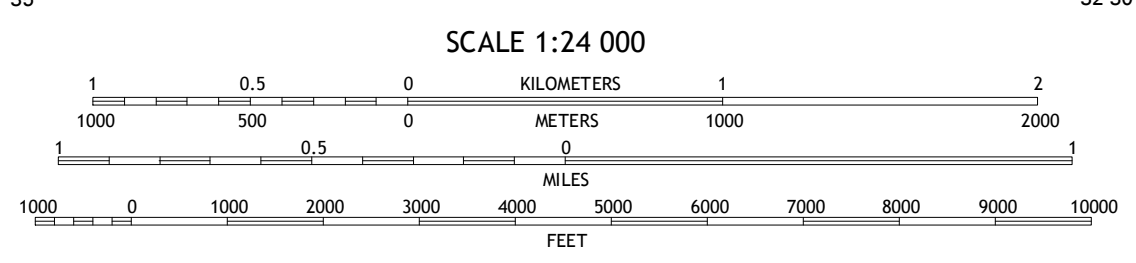 SCALE 1:24 000
1 0.5 0 KILOMETERS 1 2
1000 500 0 METERS 1000 2000
1 0.5 0 1
MILES
1000 0 1000 2000 3000 4000 5000 6000 7000 8000 9000 10000
FEET